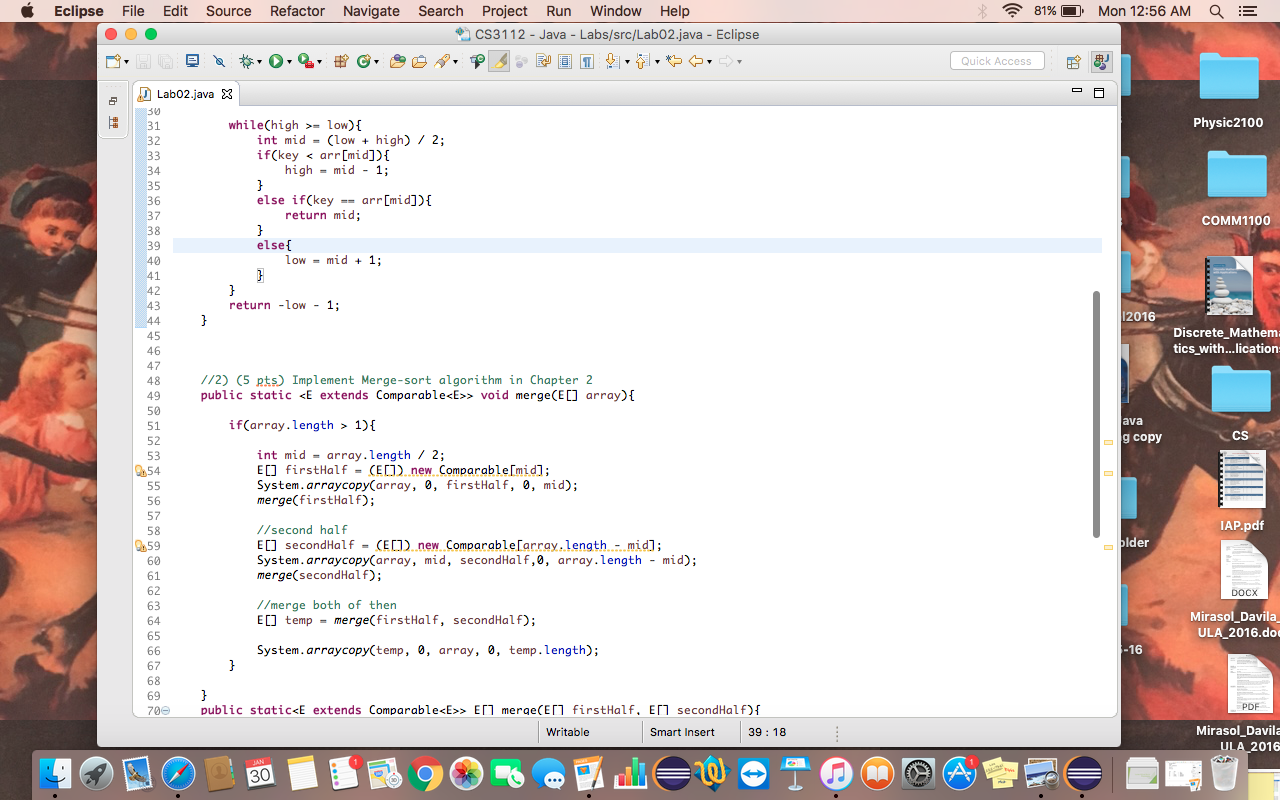 Eclipse File Edit Source Refactor Navigate Search Project Run Window Help 81% Mon 12:56 AM
CS3112 - Java - Labs/src/Lab02.java - Eclipse
Quick Access
Lab02.java
30
31 while(high >= low){
32 int mid = (low + high) / 2;
33 if(key < arr[mid]){
34 high = mid - 1;
35 }
36 else if(key == arr[mid]){
37 return mid;
38 }
39 else{
40 low = mid + 1;
41 }
42 }
43 return -low - 1;
44 }
45
46
47
48 //2) (5 pts) Implement Merge-sort algorithm in Chapter 2
49 public static <E extends Comparable<E>> void merge(E[] array){
50
51 if(array.length > 1){
52
53 int mid = array.length / 2;
54 E[] firstHalf = (E[]) new Comparable[mid];
55 System.arraycopy(array, 0, firstHalf, 0, mid);
56 merge(firstHalf);
57
58 //second half
59 E[] secondHalf = (E[]) new Comparable[array.length - mid];
60 System.arraycopy(array, mid, secondHalf,0, array.length - mid);
61 merge(secondHalf);
62
63 //merge both of then
64 E[] temp = merge(firstHalf, secondHalf);
65
66 System.arraycopy(temp, 0, array, 0, temp.length);
67 }
68
69 }
70 public static<E extends Comparable<E>> E[] merge(E[] firstHalf, E[] secondHalf){
Writable Smart Insert 39 : 18
Physic2100
COMM1100
l2016
Discrete_Mathema
tics_with...lications
ava
g copy
CS
IAP.pdf
older
DOCX
Mirasol_Davila_
ULA_2016.doc
5-16
PDF
Mirasol_Davila_
ULA_2016
JAN
30
1
1